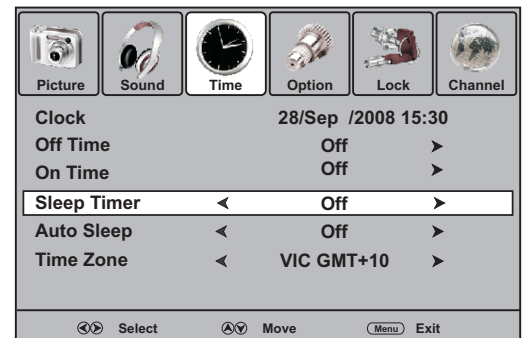 Picture Sound Time Option Lock Channel
Clock 28/Sep /2008 15:30
Off Time Off
On Time Off
Sleep Timer Off
Auto Sleep Off
Time Zone VIC GMT+10
Select Move Menu Exit